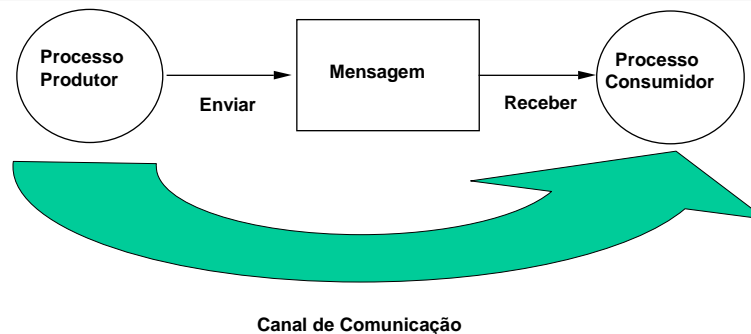 Processo
Produtor
Enviar
Mensagem
Receber
Processo
Consumidor
Canal de Comunicação